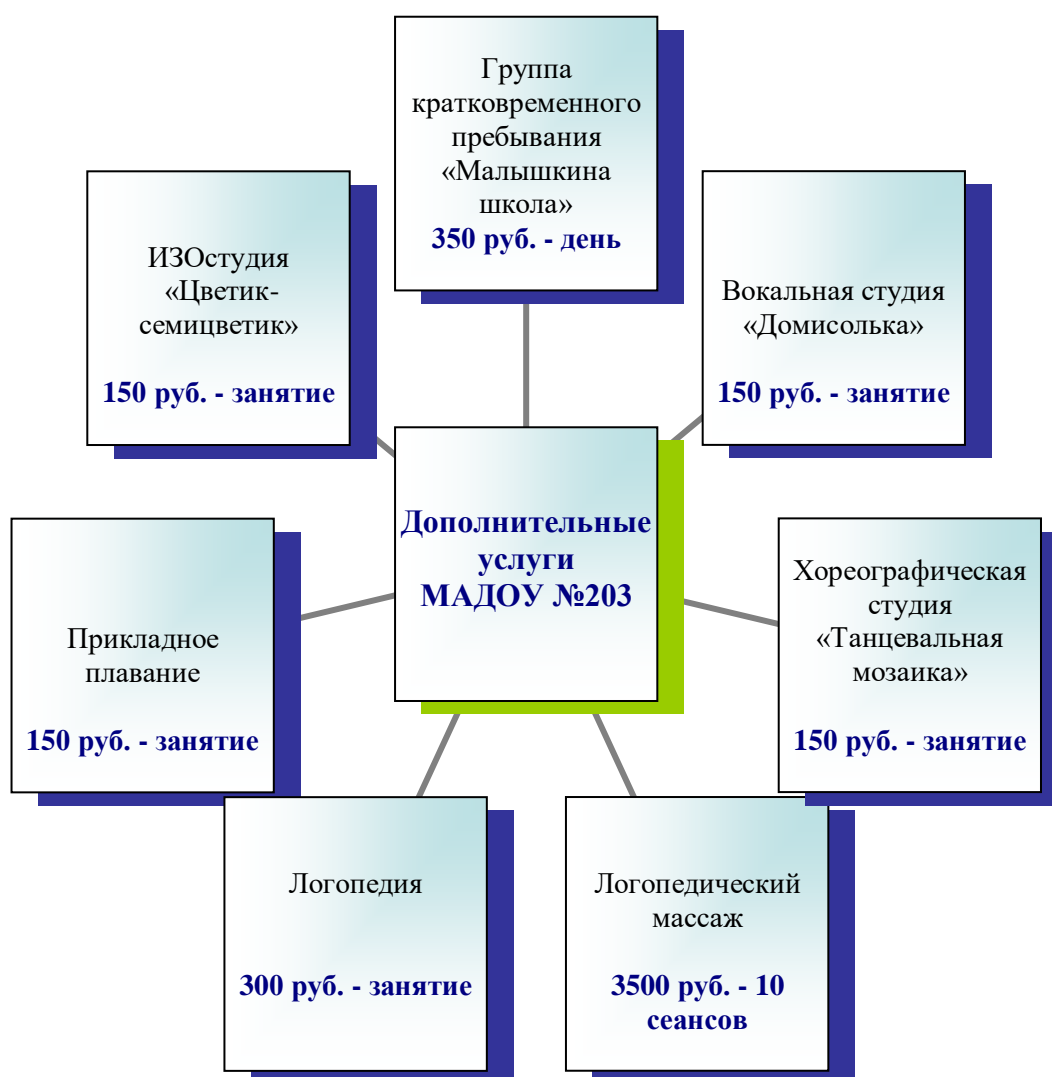 Группа
кратковременного
пребывания
«Малышкина
школа»
350 руб. - день
ИЗОстудия
«Цветик-
семицветик»
150 руб. - занятие
Вокальная студия
«Домисолька»
150 руб. - занятие
Дополнительные
услуги
МАДОУ №203
Прикладное
плавание
150 руб. - занятие
Хореографическая
студия
«Танцевальная
мозаика»
150 руб. - занятие
Логопедия
300 руб. - занятие
Логопедический
массаж
3500 руб. - 10
сеансов